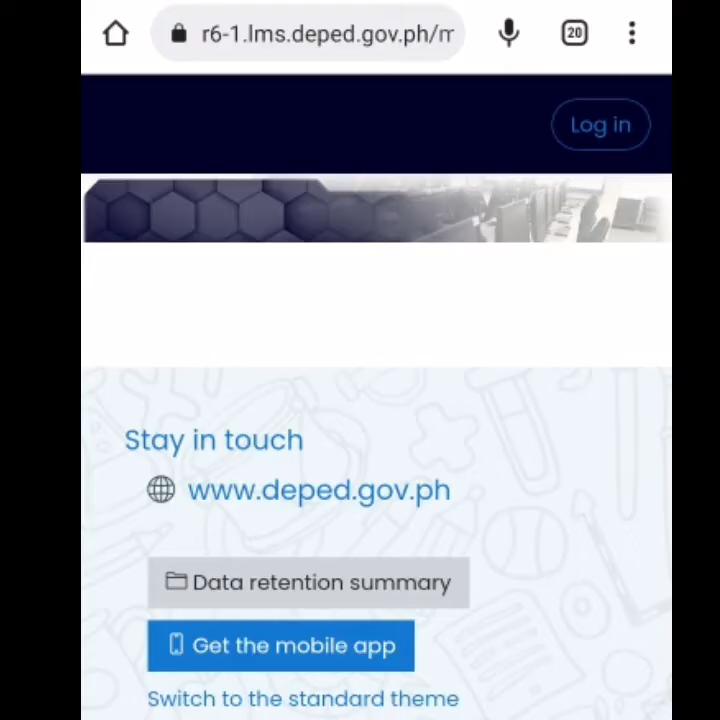 r6-1.lms.deped.gov.ph/m
20
Log in
Stay in touch
www.deped.gov.ph
Data retention summary
Get the mobile app
Switch to the standard theme